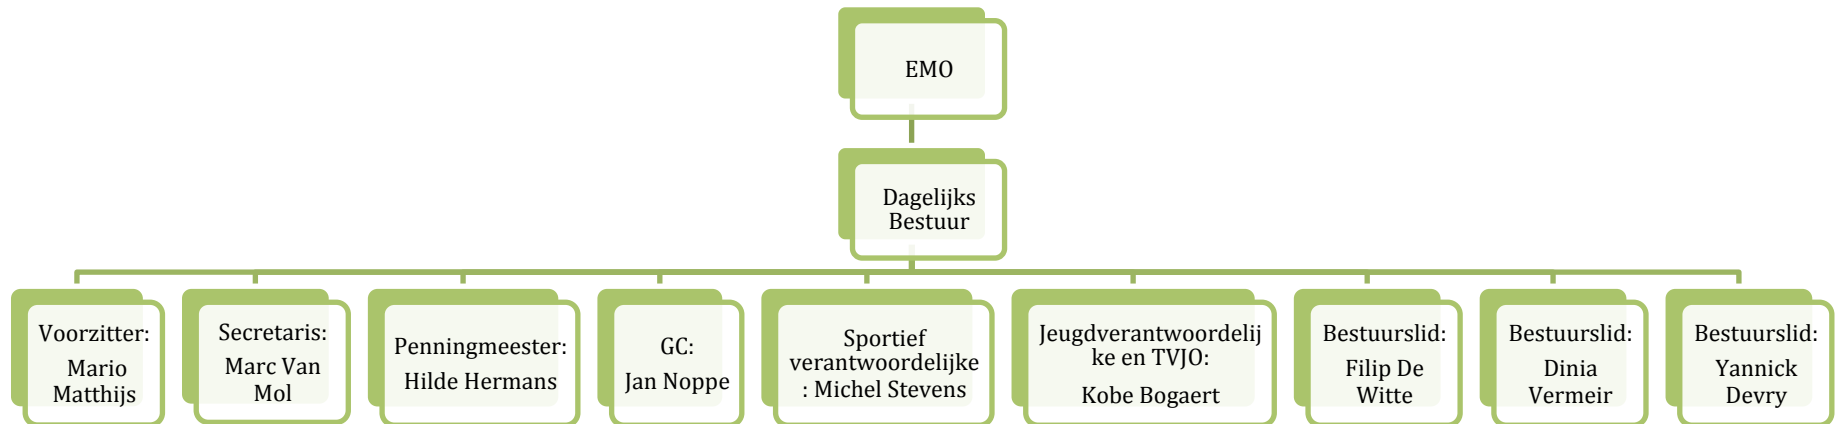 EMO
Dagelijks
Bestuur
Voorzitter:
Mario
Matthijs
Secretaris:
Marc Van
Mol
Penningmeester:
Hilde Hermans
GC:
Jan Noppe
Sportief
verantwoordelijke
: Michel Stevens
Jeugdverantwoordelij
ke en TVJO:
Kobe Bogaert
Bestuurslid:
Filip De
Witte
Bestuurslid:
Dinia
Vermeir
Bestuurslid:
Yannick
Devry